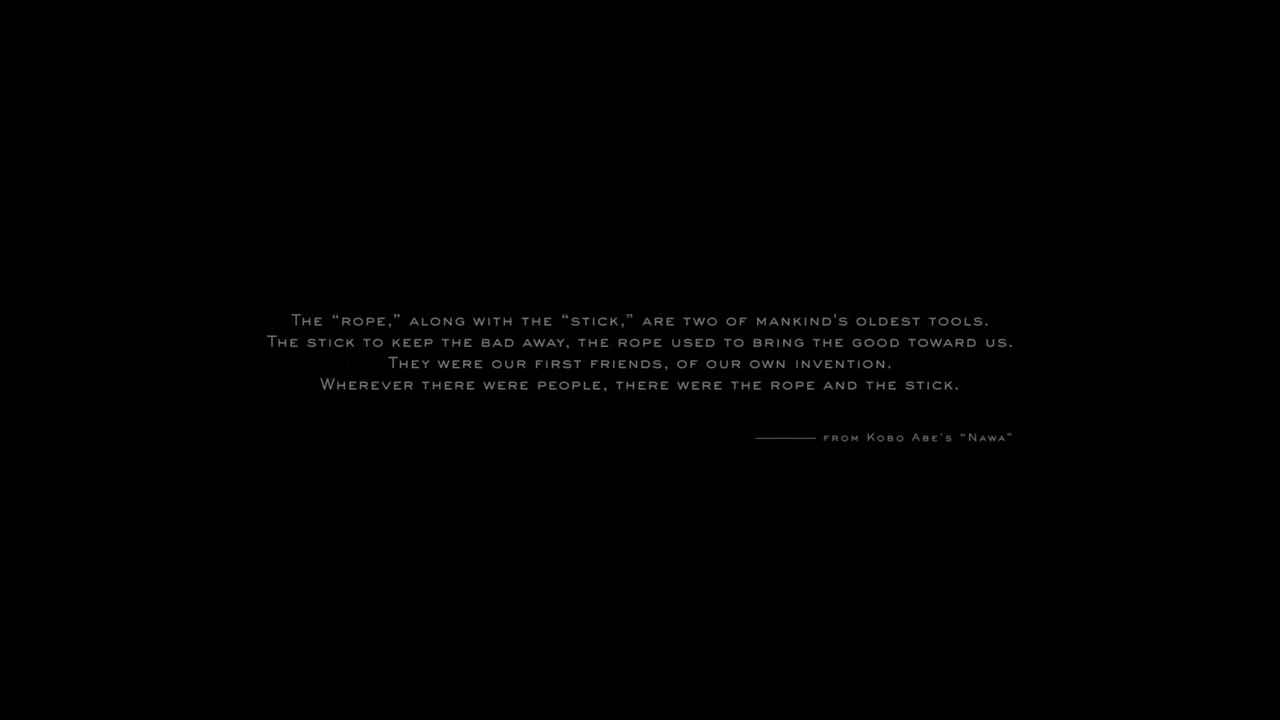 The “rope,” along with the “stick,” are two of mankind's oldest tools.
The stick to keep the bad away, the rope used to bring the good toward us.
They were our first friends, of our own invention.
Wherever there were people, there were the rope and the stick.
——— from Kobo Abe's “Nawa”